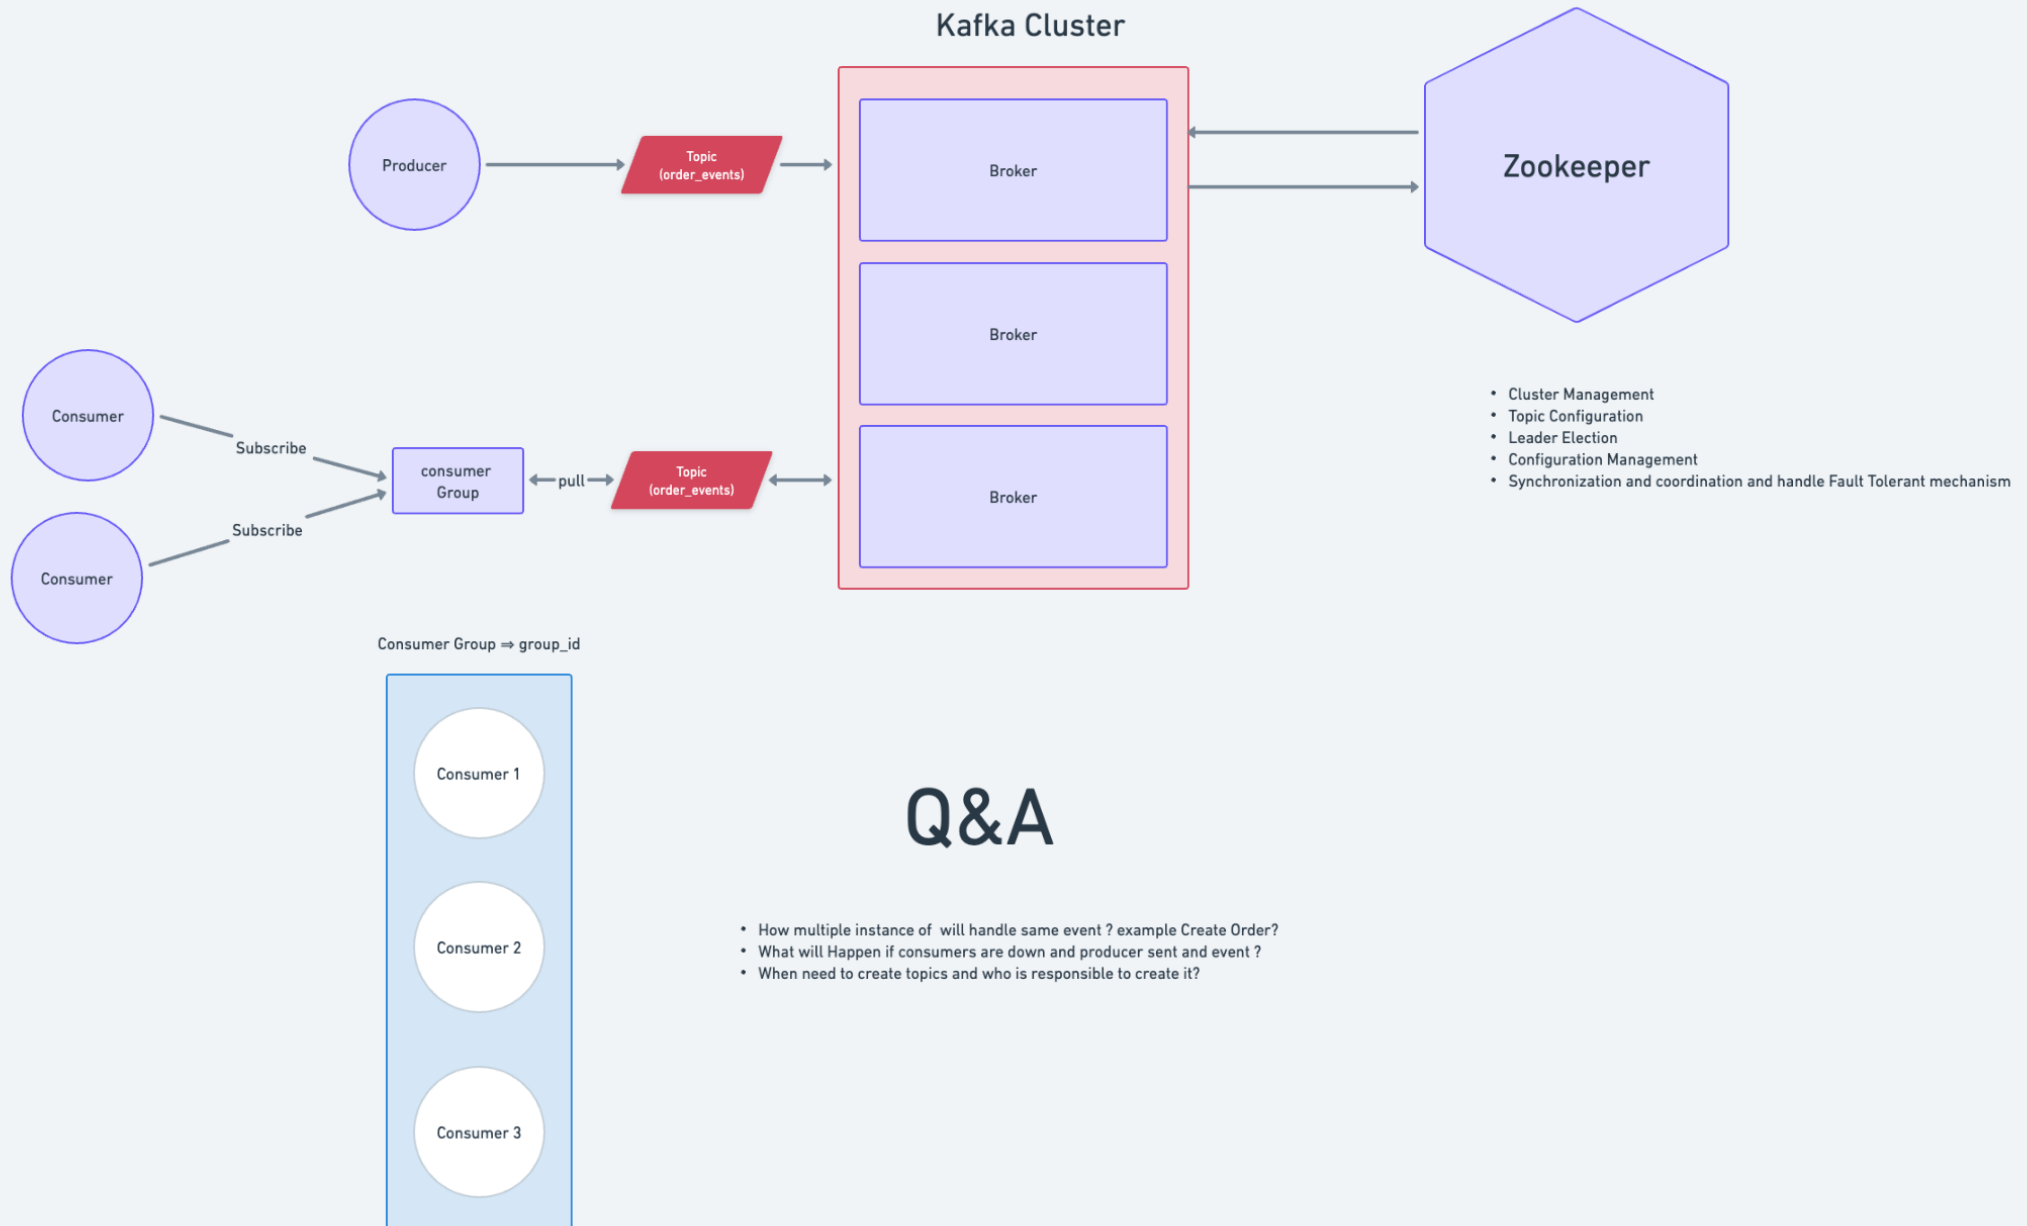 Kafka Cluster
Producer
Topic
(order_events)
Broker
Zookeeper
Broker
Consumer
Subscribe
consumer
Group
pull
Topic
(order_events)
Broker
Subscribe
Consumer
• Cluster Management
• Topic Configuration
• Leader Election
• Configuration Management
• Synchronization and coordination and handle Fault Tolerant mechanism
Consumer Group ⇒ group_id
Consumer 1
Consumer 2
Consumer 3
Q&A
• How multiple instance of  will handle same event ? example Create Order?
• What will Happen if consumers are down and producer sent and event ?
• When need to create topics and who is responsible to create it?